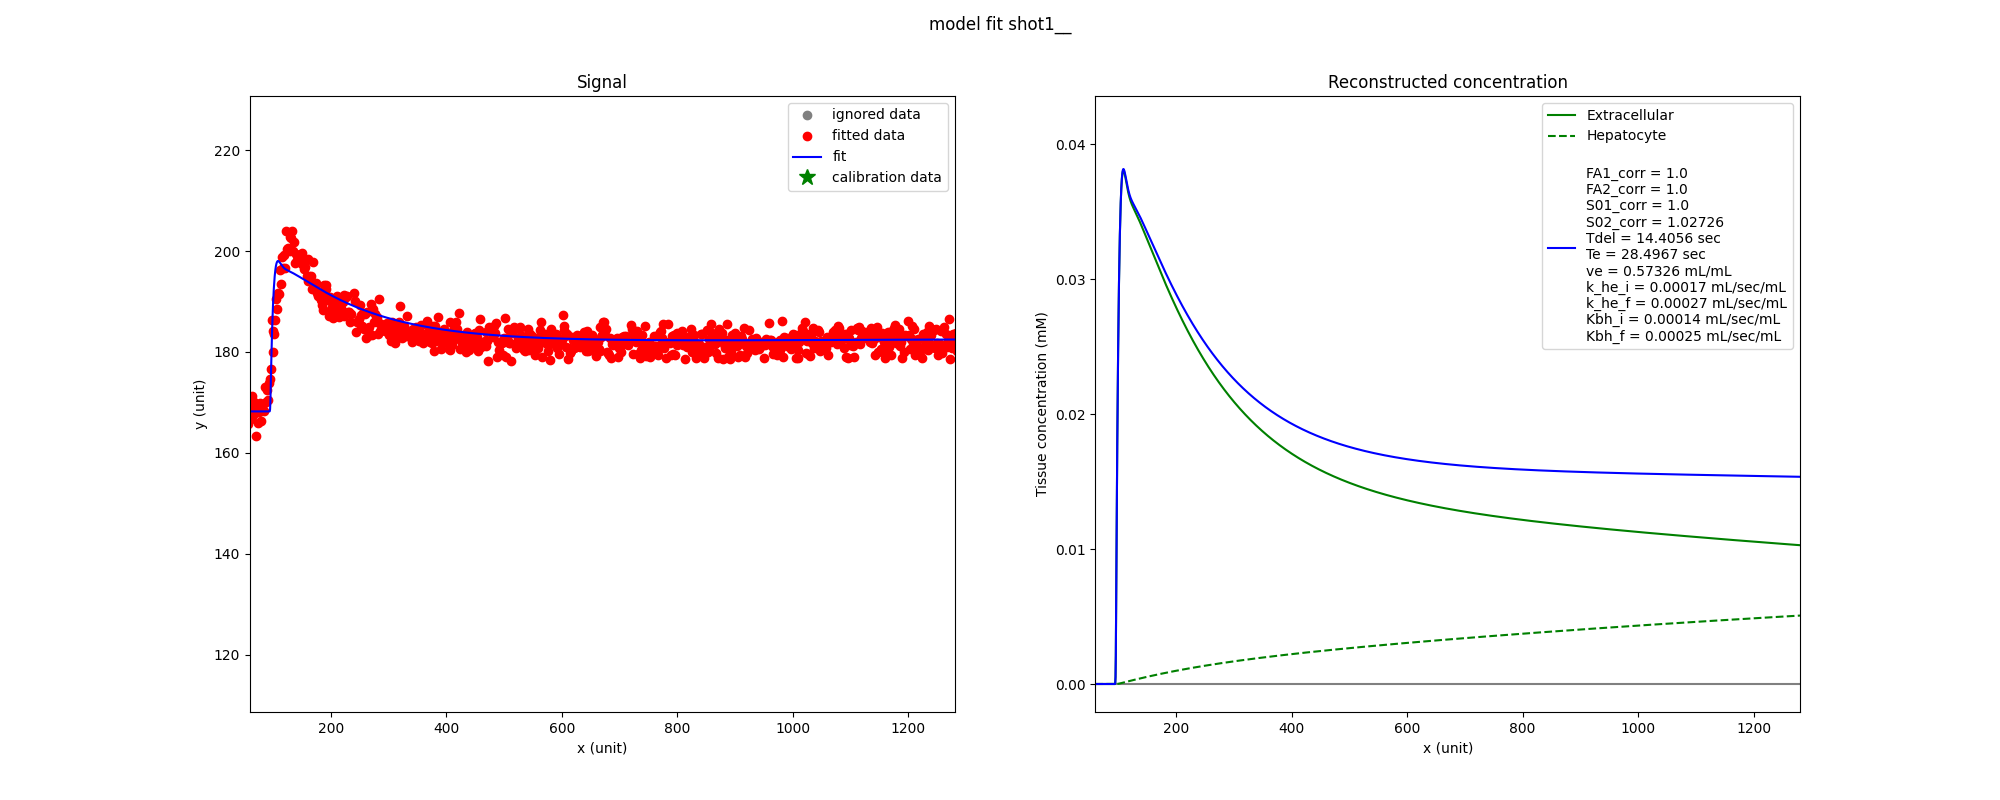 model fit shot1__
Signal
220
200
180
160
140
120
y (unit)
200
400
600
800
1000
1200
x (unit)
ignored data
fitted data
fit
calibration data
Reconstructed concentration
0.04
0.03
0.02
0.01
0.00
Tissue concentration (mM)
200
400
600
800
1000
1200
x (unit)
Extracellular
Hepatocyte
FA1_corr = 1.0
FA2_corr = 1.0
S01_corr = 1.0
S02_corr = 1.02726
Tdel = 14.4056 sec
Te = 28.4967 sec
ve = 0.57326 mL/mL
k_he_i = 0.00017 mL/sec/mL
k_he_f = 0.00027 mL/sec/mL
Kbh_i = 0.00014 mL/sec/mL
Kbh_f = 0.00025 mL/sec/mL